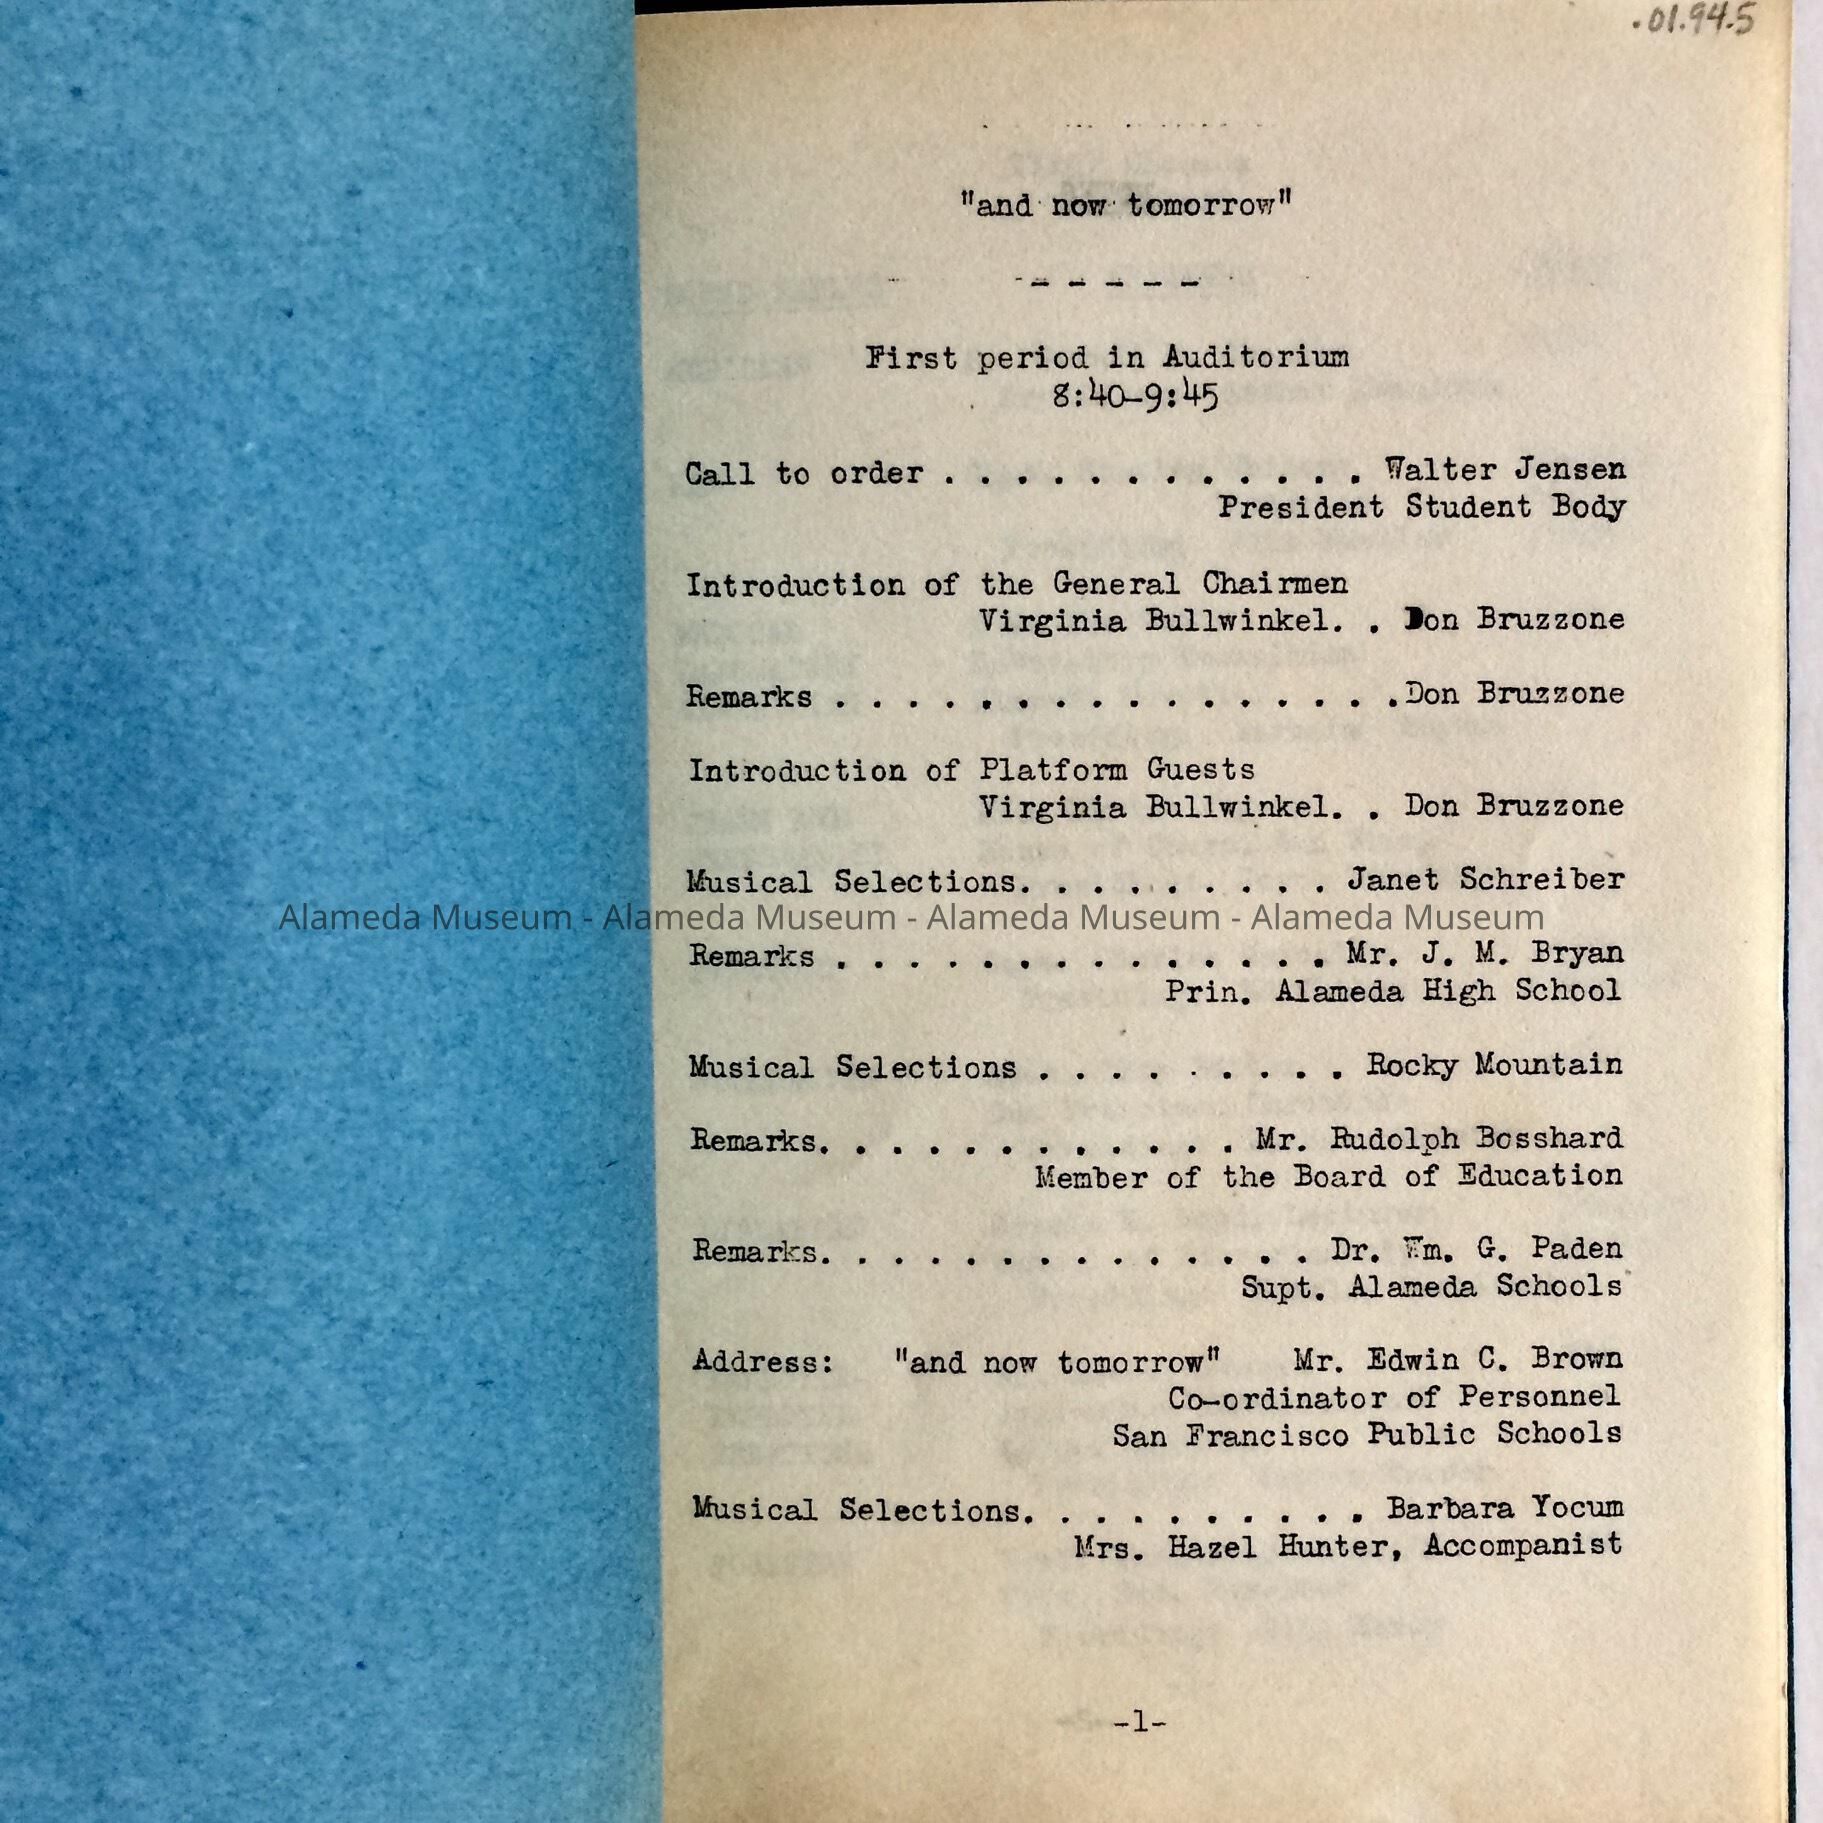 .01.94.5
"and now tomorrow"
- - - - -
First period in Auditorium
8:40-9:45
Call to order . . . . . . . . . . . . Walter Jensen
President Student Body
Introduction of the General Chairmen
Virginia Bullwinkel. . Don Bruzzone
Remarks . . . . . . . . . . . . . . . .Don Bruzzone
Introduction of Platform Guests
Virginia Bullwinkel. . Don Bruzzone
Musical Selections. . . . . . . . . Janet Schreiber
Alameda Museum - Alameda Museum - Alameda Museum - Alameda Museum
Remarks . . . . . . . . . . . . . . Mr. J. M. Bryan
Prin. Alameda High School
Musical Selections . . . . . . . . . Rocky Mountain
Remarks. . . . . . . . . . . . Mr. Rudolph Bosshard
Member of the Board of Education
Remarks. . . . . . . . . . . . . . Dr. Wm. G. Paden
Supt. Alameda Schools
Address: "and now tomorrow" Mr. Edwin C. Brown
Co-ordinator of Personnel
San Francisco Public Schools
Musical Selections. . . . . . . . . . Barbara Yocum
Mrs. Hazel Hunter, Accompanist
-1-